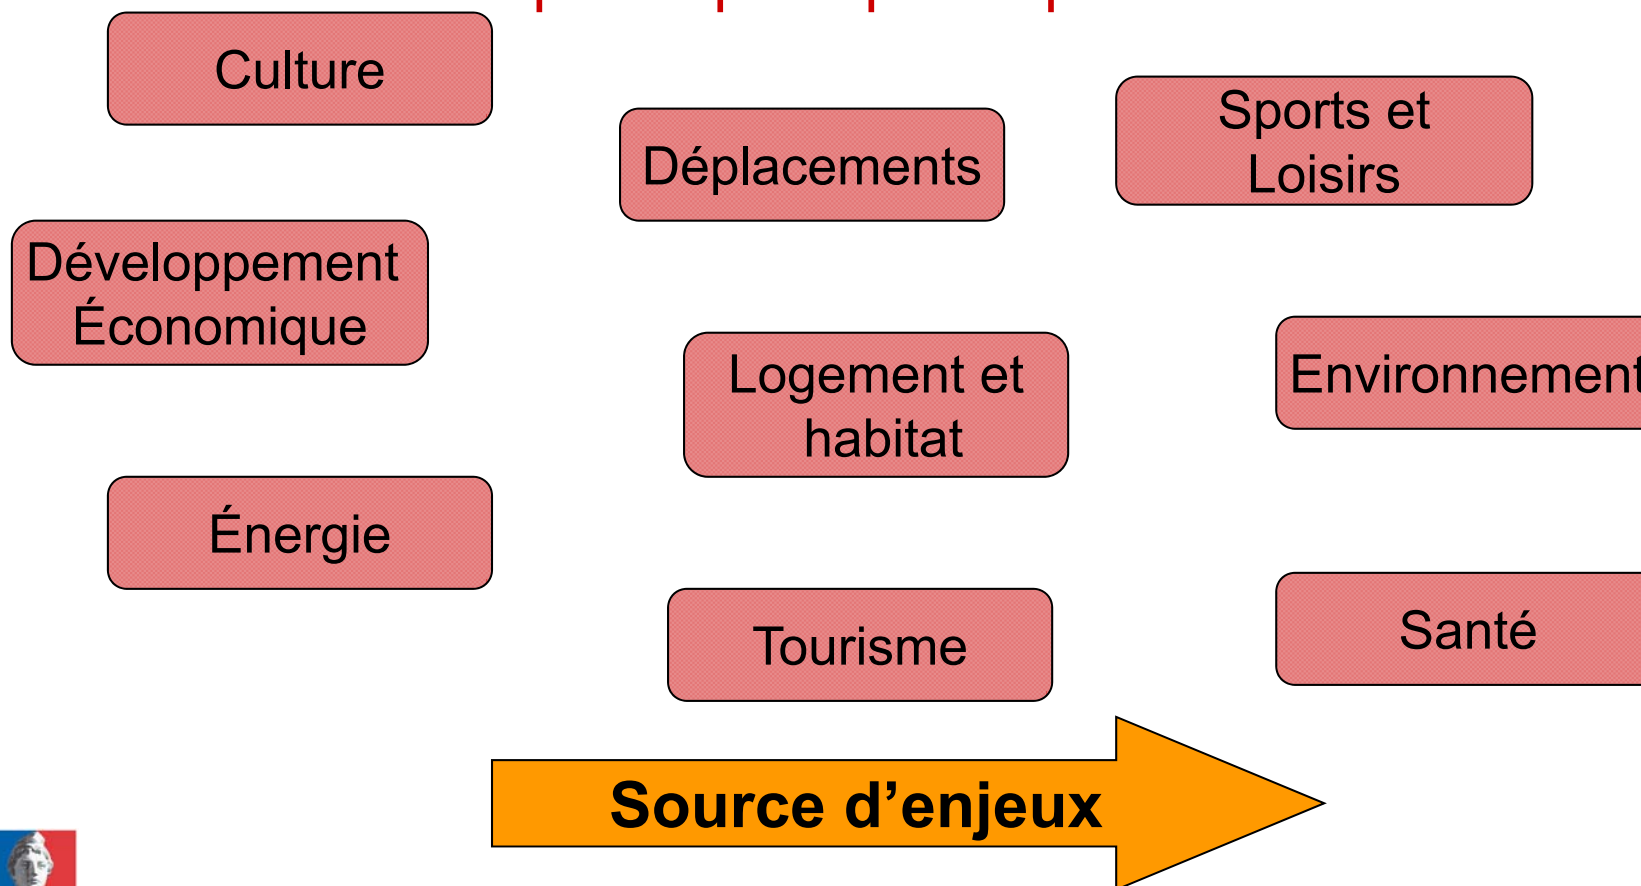 Culture
Déplacements
Sports et
Loisirs
Développement
Économique
Logement et
habitat
Environnement
Énergie
Tourisme
Santé
Source d’enjeux